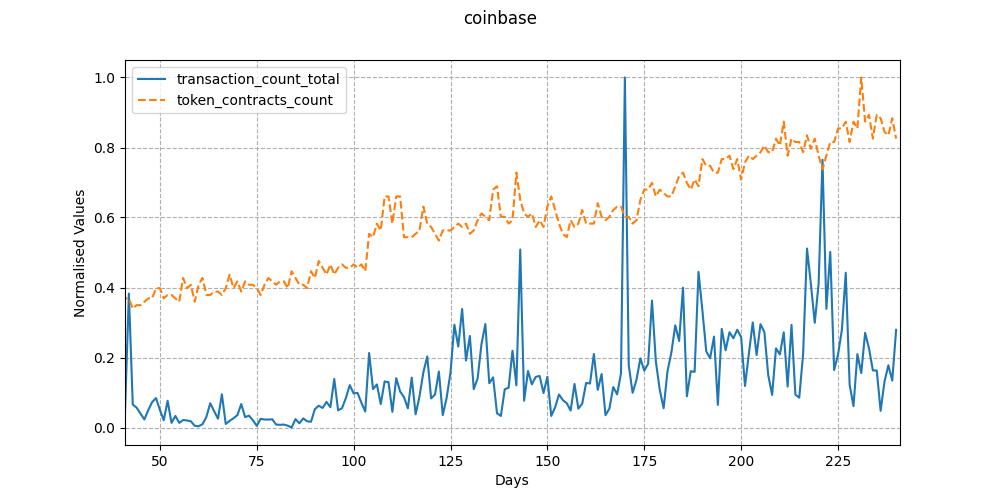 coinbase
transaction_count_total
token_contracts_count
Normalised Values
1.0
0.8
0.6
0.4
0.2
0.0
50 75 100 125 150 175 200 225
Days